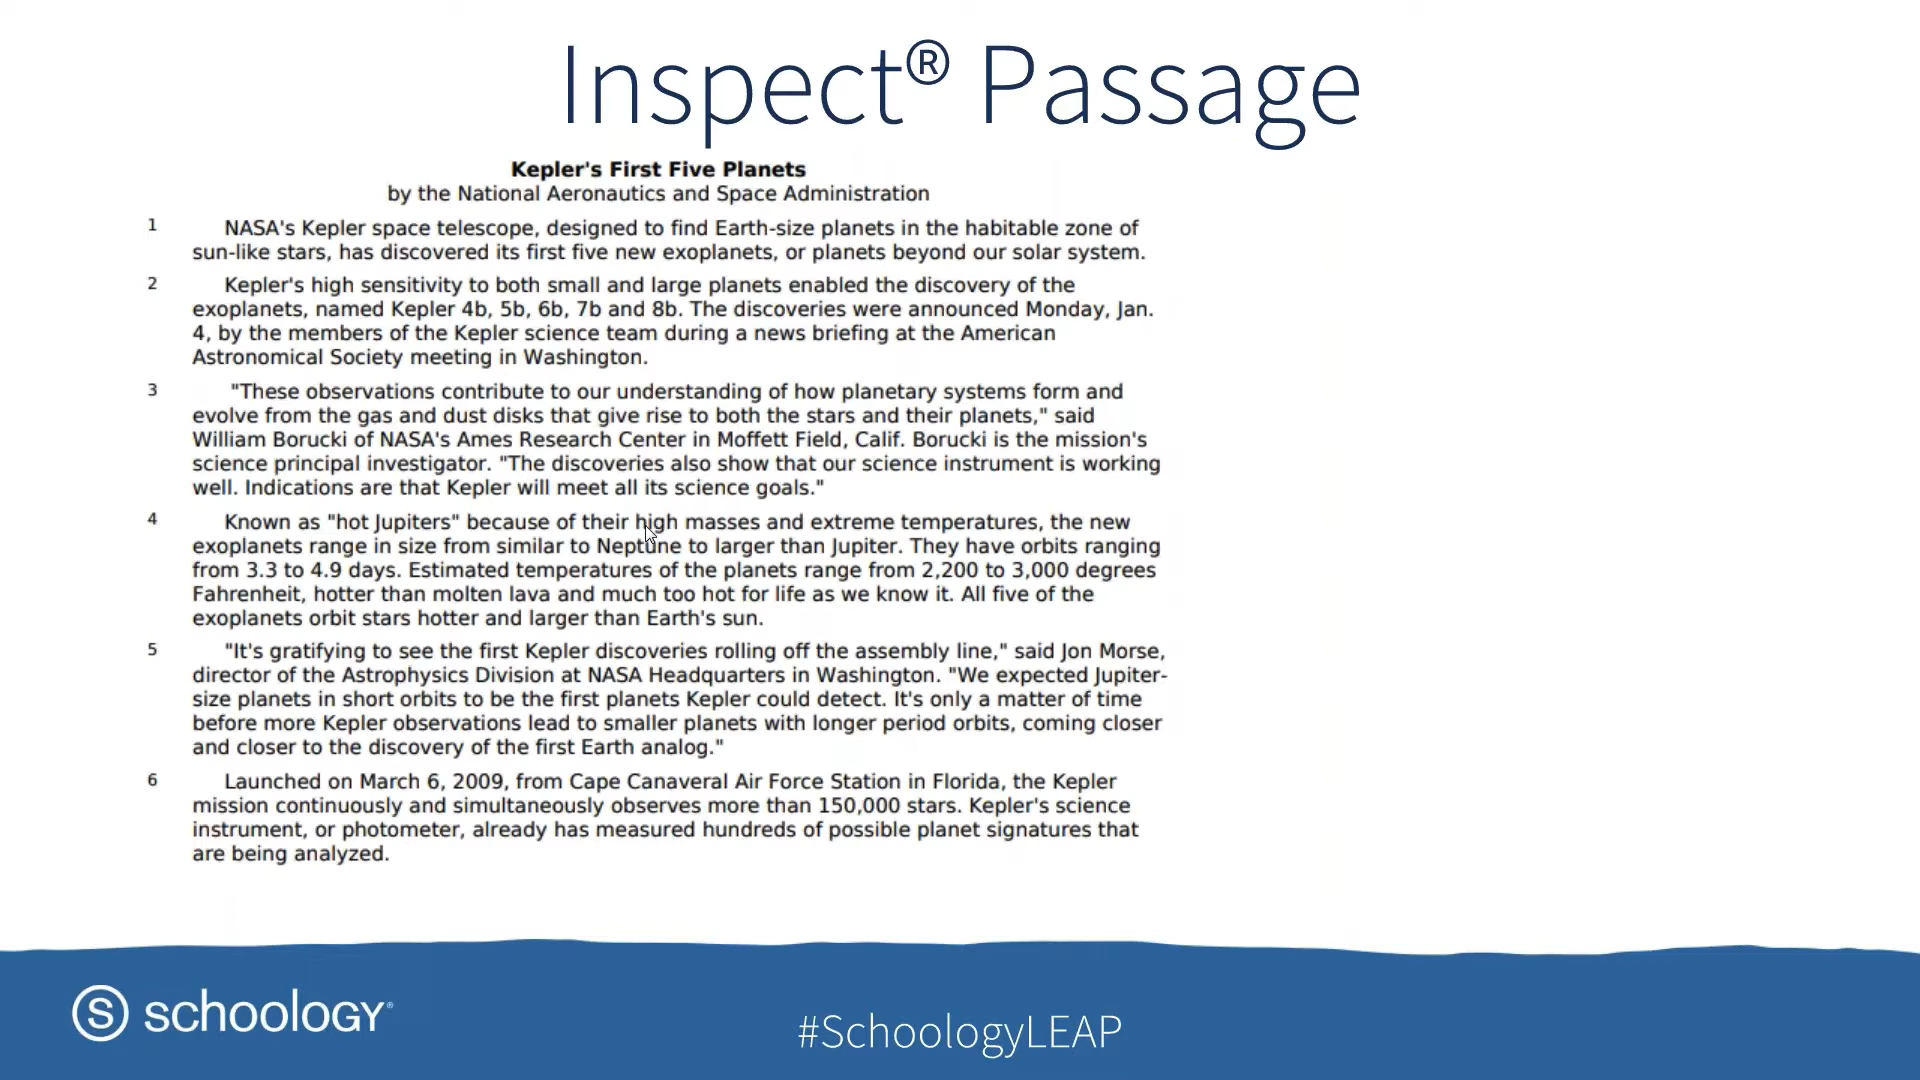 Inspect® Passage
Kepler's First Five Planets
by the National Aeronautics and Space Administration
1 NASA's Kepler space telescope, designed to find Earth-size planets in the habitable zone of
sun-like stars, has discovered its first five new exoplanets, or planets beyond our solar system.
2 Kepler's high sensitivity to both small and large planets enabled the discovery of the
exoplanets, named Kepler 4b, 5b, 6b, 7b and 8b. The discoveries were announced Monday, Jan.
4, by the members of the Kepler science team during a news briefing at the American
Astronomical Society meeting in Washington.
3 "These observations contribute to our understanding of how planetary systems form and
evolve from the gas and dust disks that give rise to both the stars and their planets," said
William Borucki of NASA's Ames Research Center in Moffett Field, Calif. Borucki is the mission's
science principal investigator. "The discoveries also show that our science instrument is working
well. Indications are that Kepler will meet all its science goals."
4 Known as "hot Jupiters" because of their high masses and extreme temperatures, the new
exoplanets range in size from similar to Neptune to larger than Jupiter. They have orbits ranging
from 3.3 to 4.9 days. Estimated temperatures of the planets range from 2,200 to 3,000 degrees
Fahrenheit, hotter than molten lava and much too hot for life as we know it. All five of the
exoplanets orbit stars hotter and larger than Earth's sun.
5 "It's gratifying to see the first Kepler discoveries rolling off the assembly line," said Jon Morse,
director of the Astrophysics Division at NASA Headquarters in Washington. "We expected Jupiter-
size planets in short orbits to be the first planets Kepler could detect. It's only a matter of time
before more Kepler observations lead to smaller planets with longer period orbits, coming closer
and closer to the discovery of the first Earth analog."
6 Launched on March 6, 2009, from Cape Canaveral Air Force Station in Florida, the Kepler
mission continuously and simultaneously observes more than 150,000 stars. Kepler's science
instrument, or photometer, already has measured hundreds of possible planet signatures that
are being analyzed.
S schoology®
#SchoologyLEAP